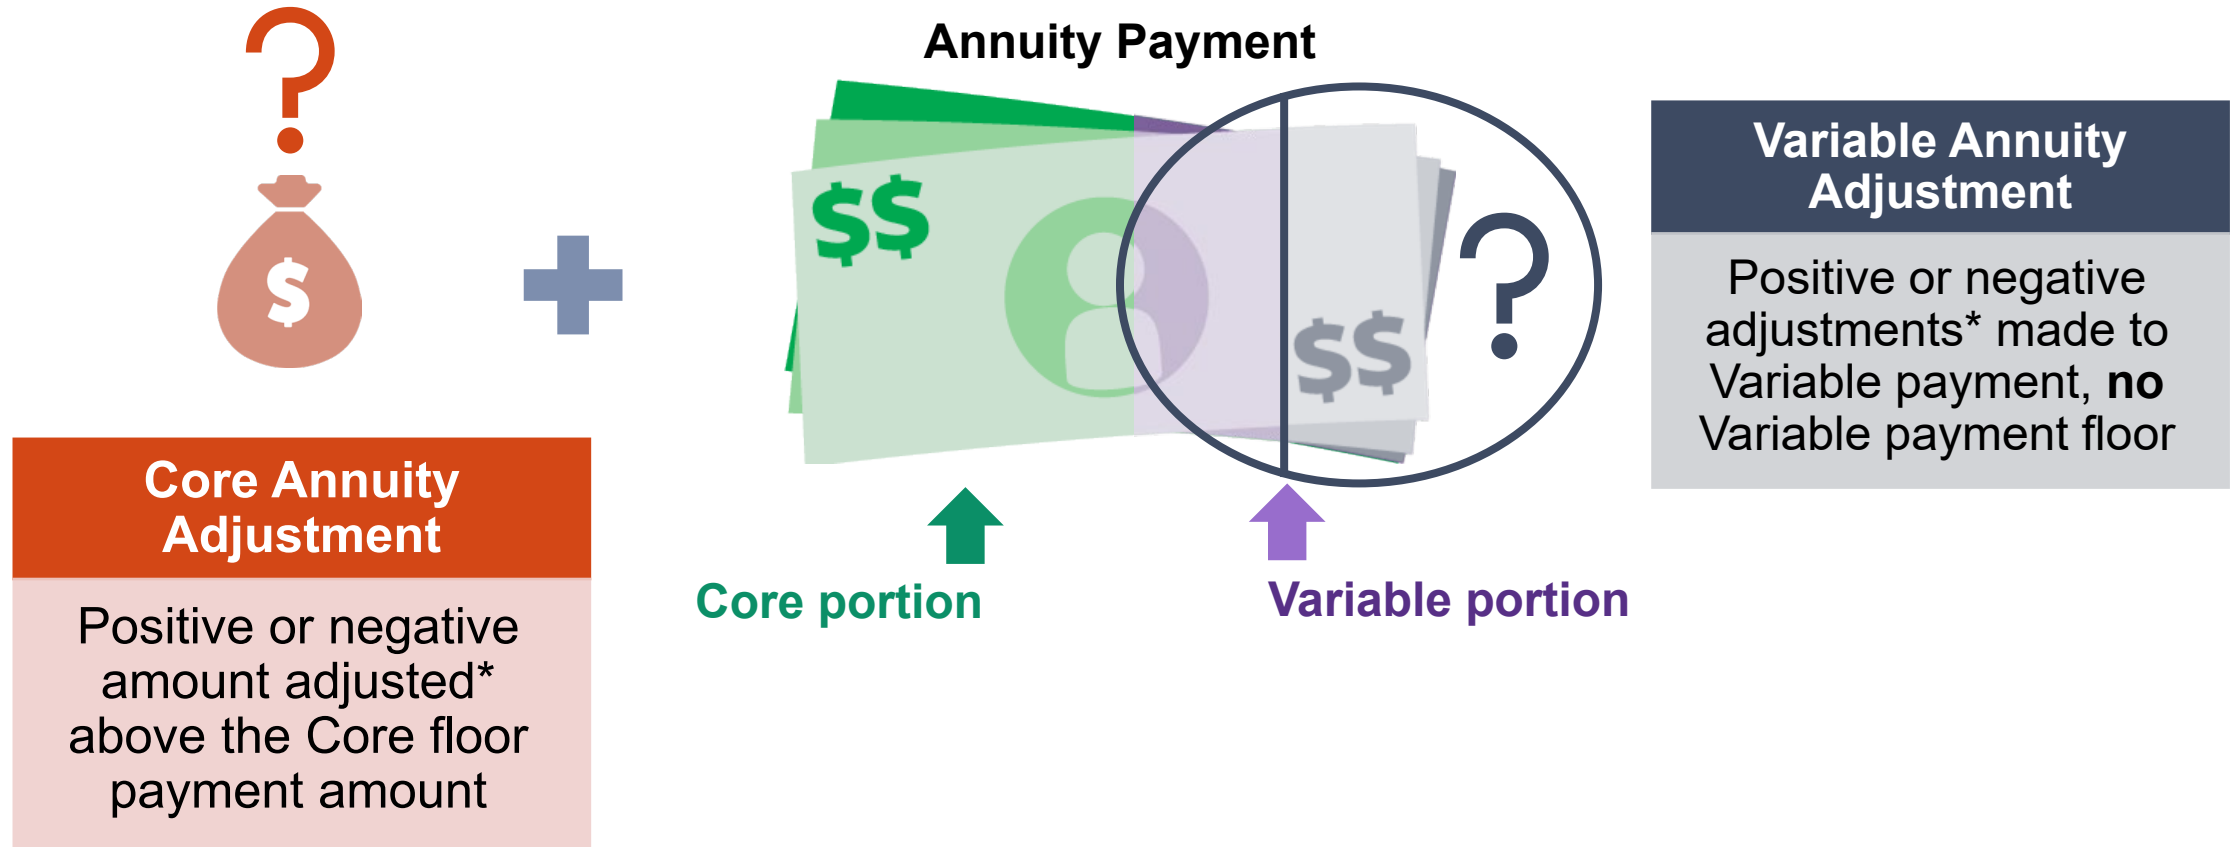 Annuity Payment
$$
$$
$
Core Annuity
Adjustment
Positive or negative
amount adjusted*
above the Core floor
payment amount
Core portion
Variable portion
Variable Annuity
Adjustment
Positive or negative
adjustments* made to
Variable payment, no
Variable payment floor
?
?